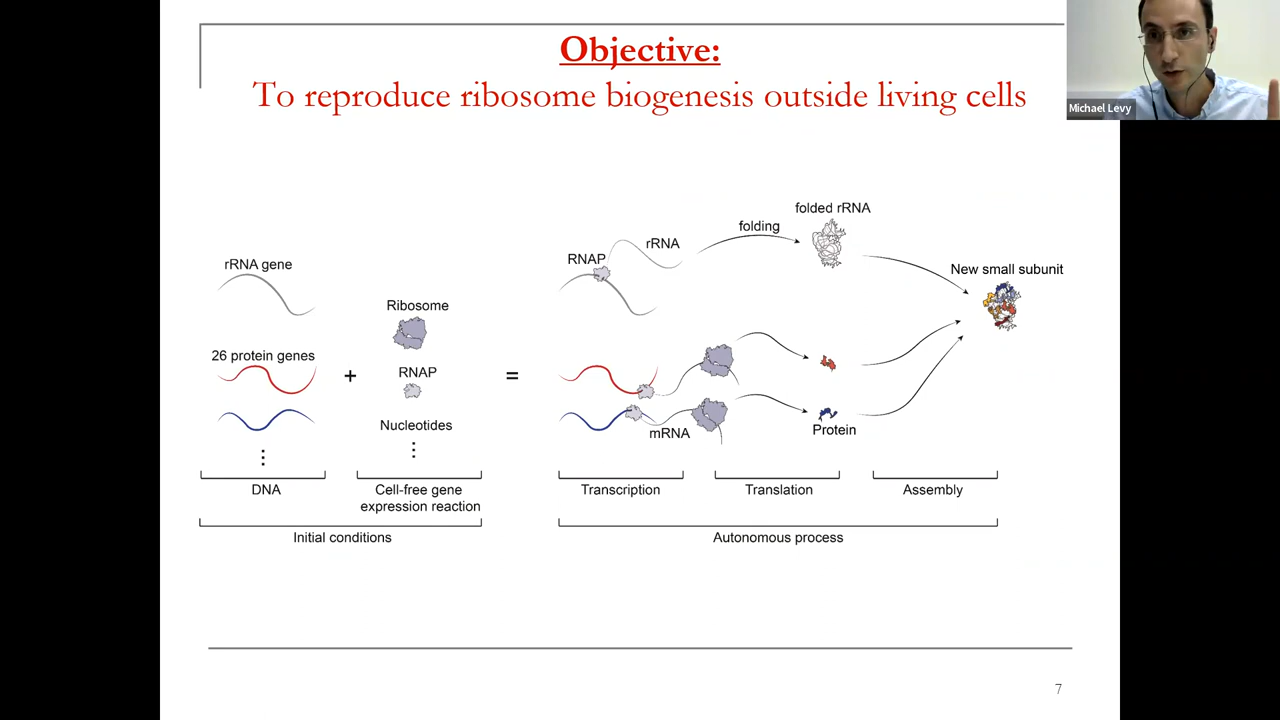 Objective:
To reproduce ribosome biogenesis outside living cells
Michael Levy
rRNA gene
26 protein genes
+
Ribosome
RNAP
Nucleotides
=
RNAP
rRNA
folding
folded rRNA
New small subunit
mRNA
Protein
DNA
Cell-free gene
expression reaction
Transcription
Translation
Assembly
Initial conditions
Autonomous process
7